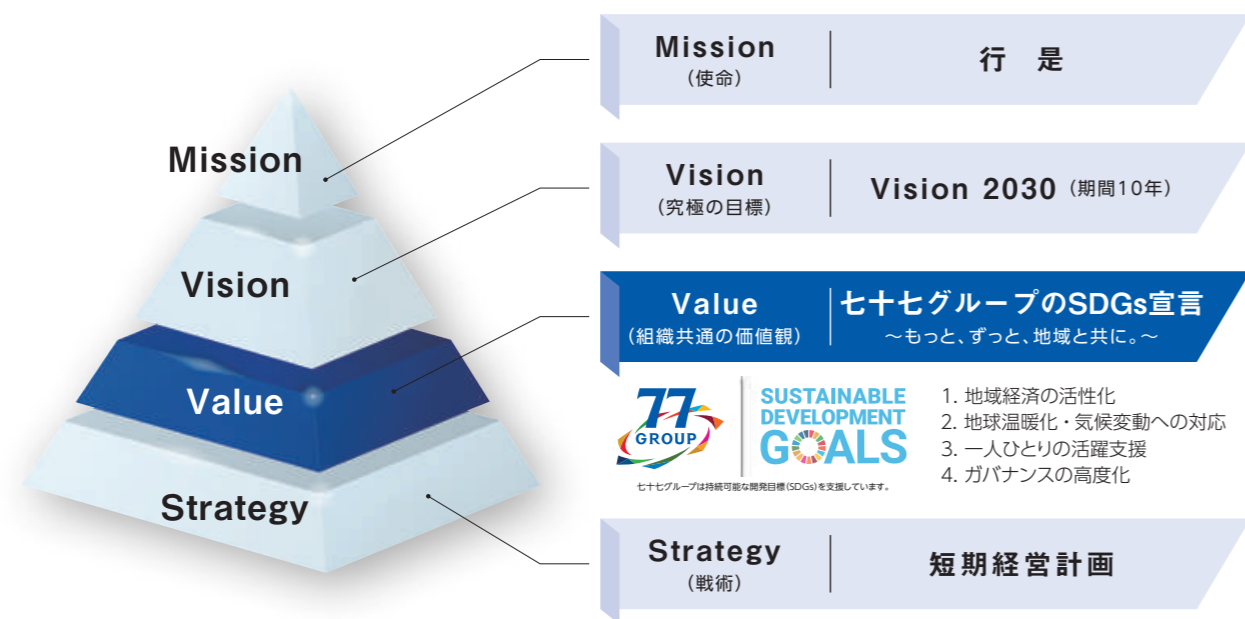 Mission
Vision
Value
Strategy
Mission
(使命)
行 是
Vision
(究極の目標)
Vision 2030 (期間10年)
Value
(組織共通の価値観)
七十七グループのSDGs宣言
～もっと、ずっと、地域と共に。～
77
GROUP
SUSTAINABLE
DEVELOPMENT
GOALS
七十七グループは持続可能な開発目標(SDGs)を支援しています。
1. 地域経済の活性化
2. 地球温暖化・気候変動への対応
3. 一人ひとりの活躍支援
4. ガバナンスの高度化
Strategy
(戦術)
短期経営計画